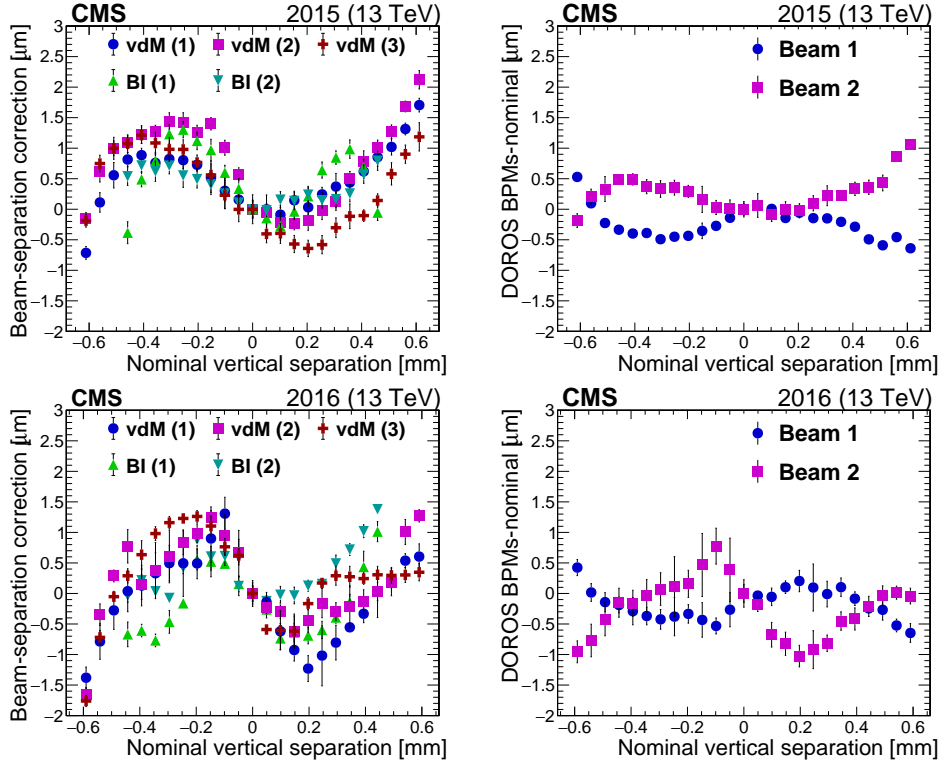 CMS 2015 (13 TeV)
Beam-separation correction [μm]
3
2.5
2
1.5
1
0.5
0
−0.5
−1
−1.5
−2
vdM (1) vdM (2) vdM (3)
BI (1) BI (2)
−0.6 −0.4 −0.2 0 0.2 0.4 0.6
Nominal vertical separation [mm]
CMS 2015 (13 TeV)
DOROS BPMs-nominal [μm]
3
2.5
2
1.5
1
0.5
0
−0.5
−1
−1.5
−2
Beam 1
Beam 2
−0.6 −0.4 −0.2 0 0.2 0.4 0.6
Nominal vertical separation [mm]
CMS 2016 (13 TeV)
Beam-separation correction [μm]
3
2.5
2
1.5
1
0.5
0
−0.5
−1
−1.5
−2
vdM (1) vdM (2) vdM (3)
BI (1) BI (2)
−0.6 −0.4 −0.2 0 0.2 0.4 0.6
Nominal vertical separation [mm]
CMS 2016 (13 TeV)
DOROS BPMs-nominal [μm]
3
2.5
2
1.5
1
0.5
0
−0.5
−1
−1.5
−2
Beam 1
Beam 2
−0.6 −0.4 −0.2 0 0.2 0.4 0.6
Nominal vertical separation [mm]